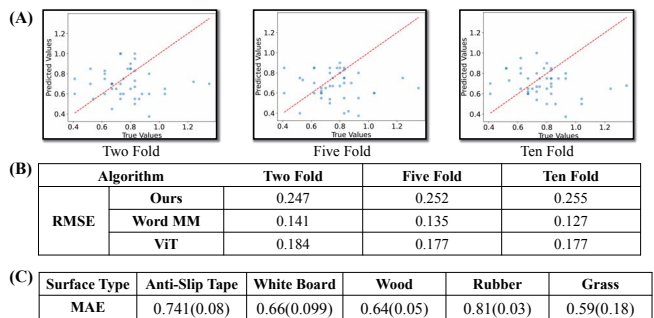 (A)
Predicted Values
1.2
1.0
0.8
0.6
0.4
0.4 0.6 0.8 1.0 1.2
True Values
Two Fold
Predicted Values
1.2
1.0
0.8
0.6
0.4
0.4 0.6 0.8 1.0 1.2
True Values
Five Fold
Predicted Values
1.2
1.0
0.8
0.6
0.4
0.4 0.6 0.8 1.0 1.2
True Values
Ten Fold
(B)
Algorithm Two Fold Five Fold Ten Fold
RMSE
Ours 0.247 0.252 0.255
Word MM 0.141 0.135 0.127
ViT 0.184 0.177 0.177
(C)
Surface Type Anti-Slip Tape White Board Wood Rubber Grass
MAE 0.741(0.08) 0.66(0.099) 0.64(0.05) 0.81(0.03) 0.59(0.18)